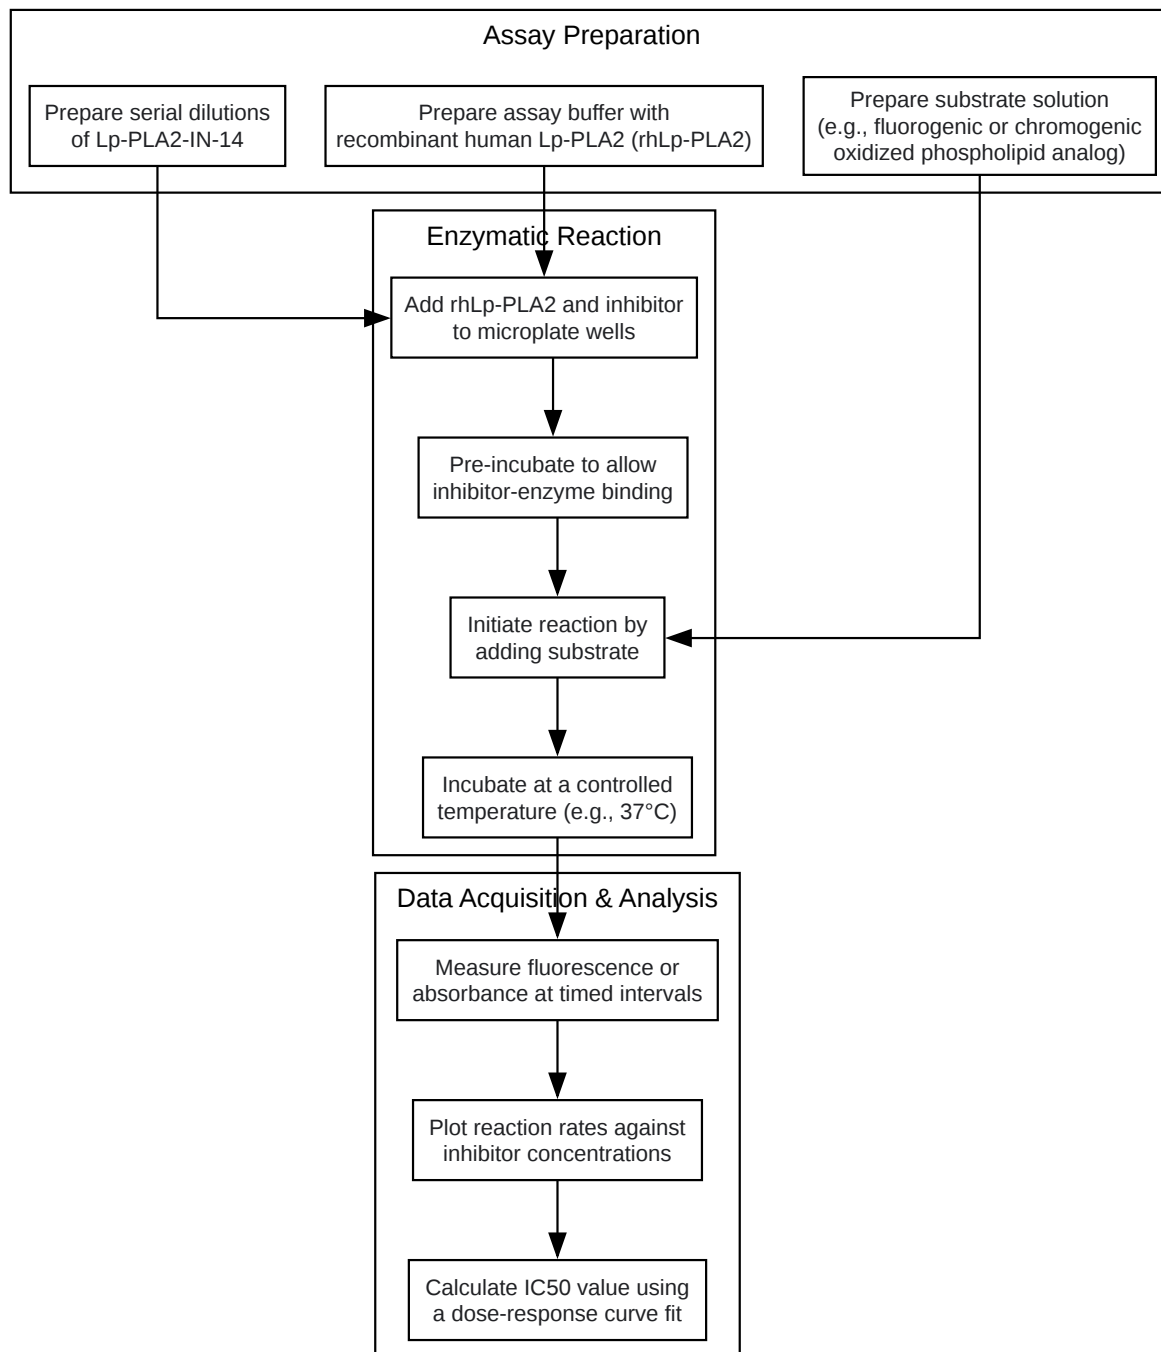 Assay Preparation
Prepare serial dilutions
of Lp-PLA2-IN-14
Prepare assay buffer with
recombinant human Lp-PLA2 (rhLp-PLA2)
Prepare substrate solution
(e.g., fluorogenic or chromogenic
oxidized phospholipid analog)
Enzymatic Reaction
Add rhLp-PLA2 and inhibitor
to microplate wells
Pre-incubate to allow
inhibitor-enzyme binding
Initiate reaction by
adding substrate
Incubate at a controlled
temperature (e.g., 37°C)
Data Acquisition & Analysis
Measure fluorescence or
absorbance at timed intervals
Plot reaction rates against
inhibitor concentrations
Calculate IC50 value using
a dose-response curve fit